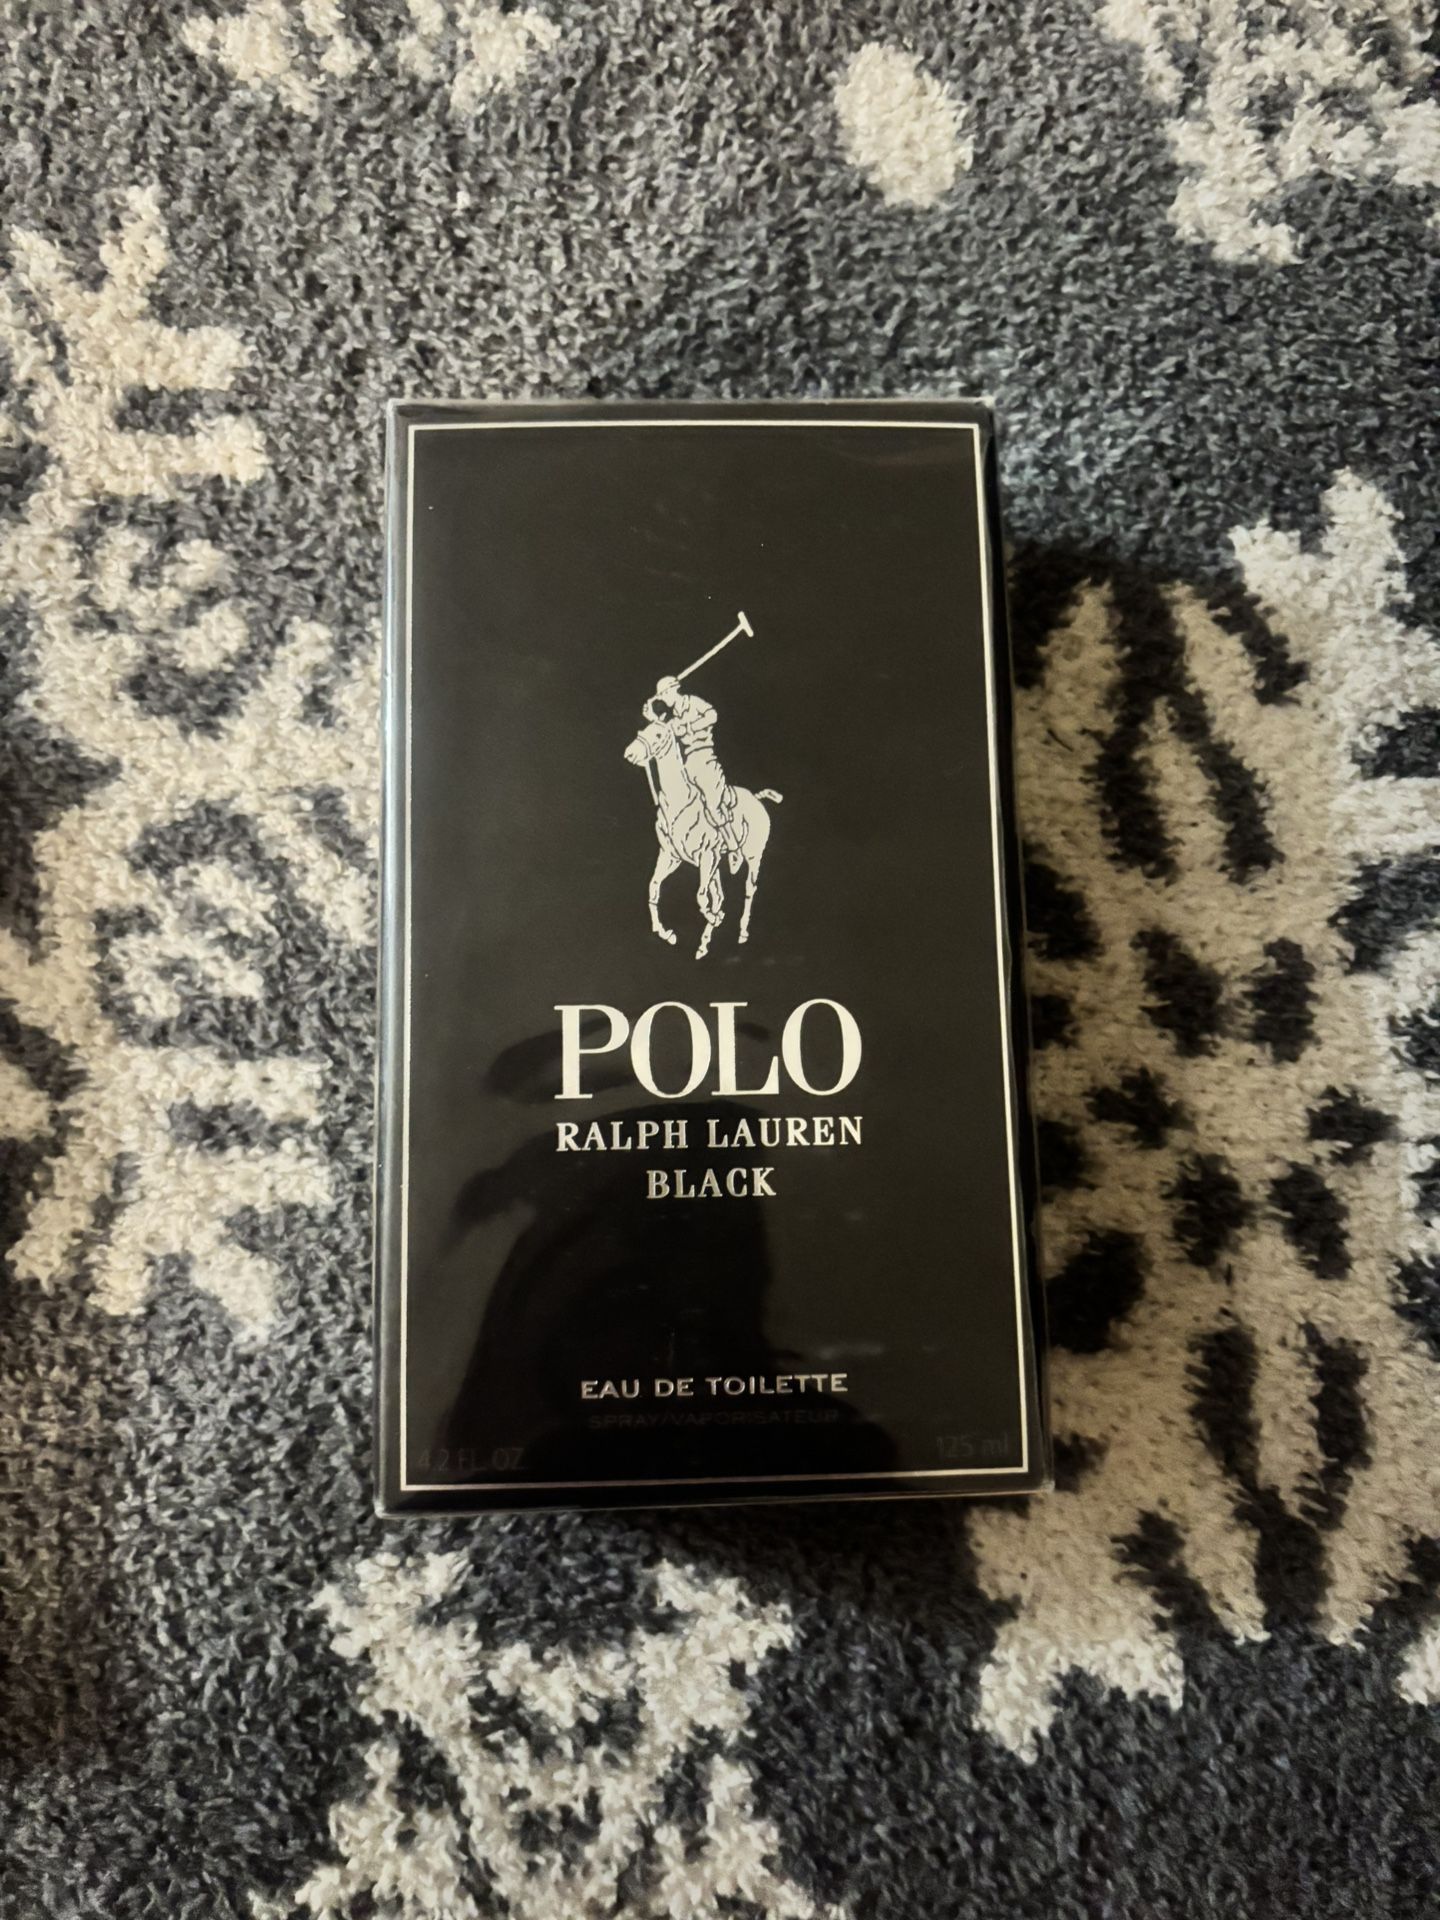 POLO
RALPH LAUREN
BLACK
EAU DE TOILETTE
SPRAY/VAPORISATEUR
4.2 FL. OZ 125 ml